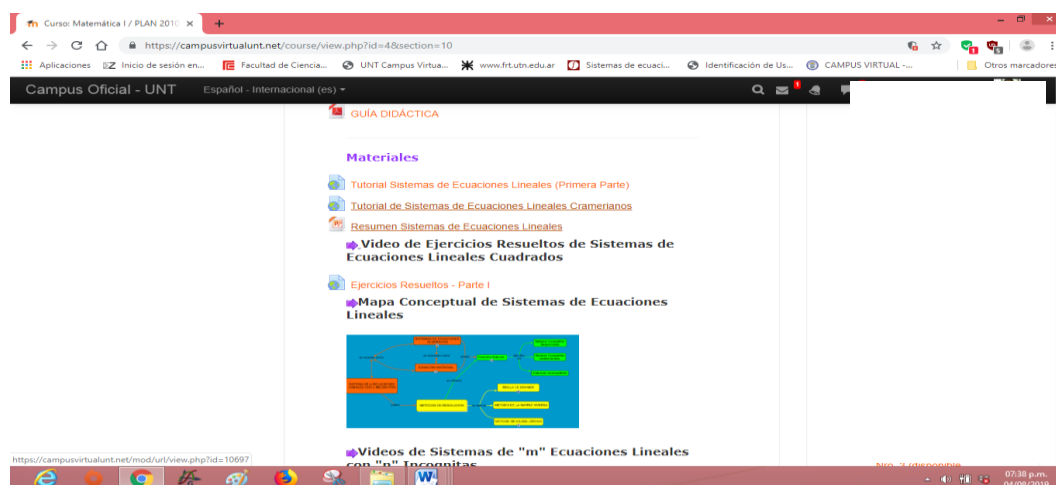 Curso: Matemática I / PLAN 2010
https://campusvirtualunt.net/course/view.php?id=4&section=10
Aplicaciones Inicio de sesión en... Facultad de Ciencia... UNT Campus Virtua... www.frt.utn.edu.ar Sistemas de ecuaci... Identificación de Us... CAMPUS VIRTUAL -... Otros marcadores
Campus Oficial - UNT Español - Internacional (es)
GUÍA DIDÁCTICA
Materiales
Tutorial Sistemas de Ecuaciones Lineales (Primera Parte)
Tutorial de Sistemas de Ecuaciones Lineales Cramerianos
Resumen Sistemas de Ecuaciones Lineales
Video de Ejercicios Resueltos de Sistemas de
Ecuaciones Lineales Cuadrados
Ejercicios Resueltos - Parte I
Mapa Conceptual de Sistemas de Ecuaciones
Lineales
Videos de Sistemas de "m" Ecuaciones Lineales
con "n" Incognitas
https://campusvirtualunt.net/mod/url/view.php?id=10697
07:38 p.m.
04/08/2019